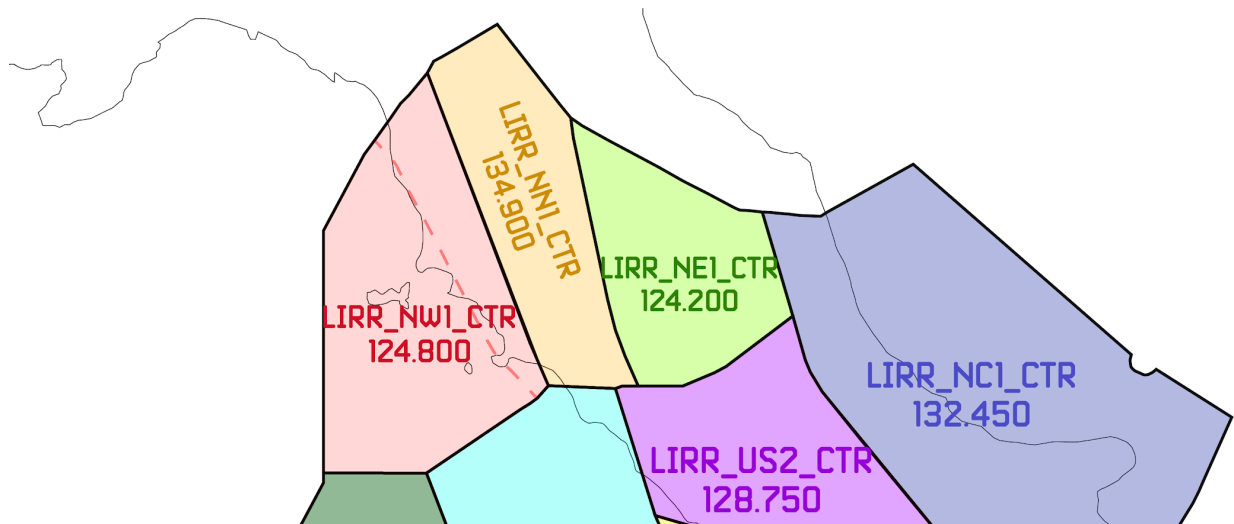 LIRR_NN1_CTR
134.900
LIRR_NE1_CTR
124.200
LIRR_NW1_CTR
124.800
LIRR_NC1_CTR
132.450
LIRR_US2_CTR
128.750